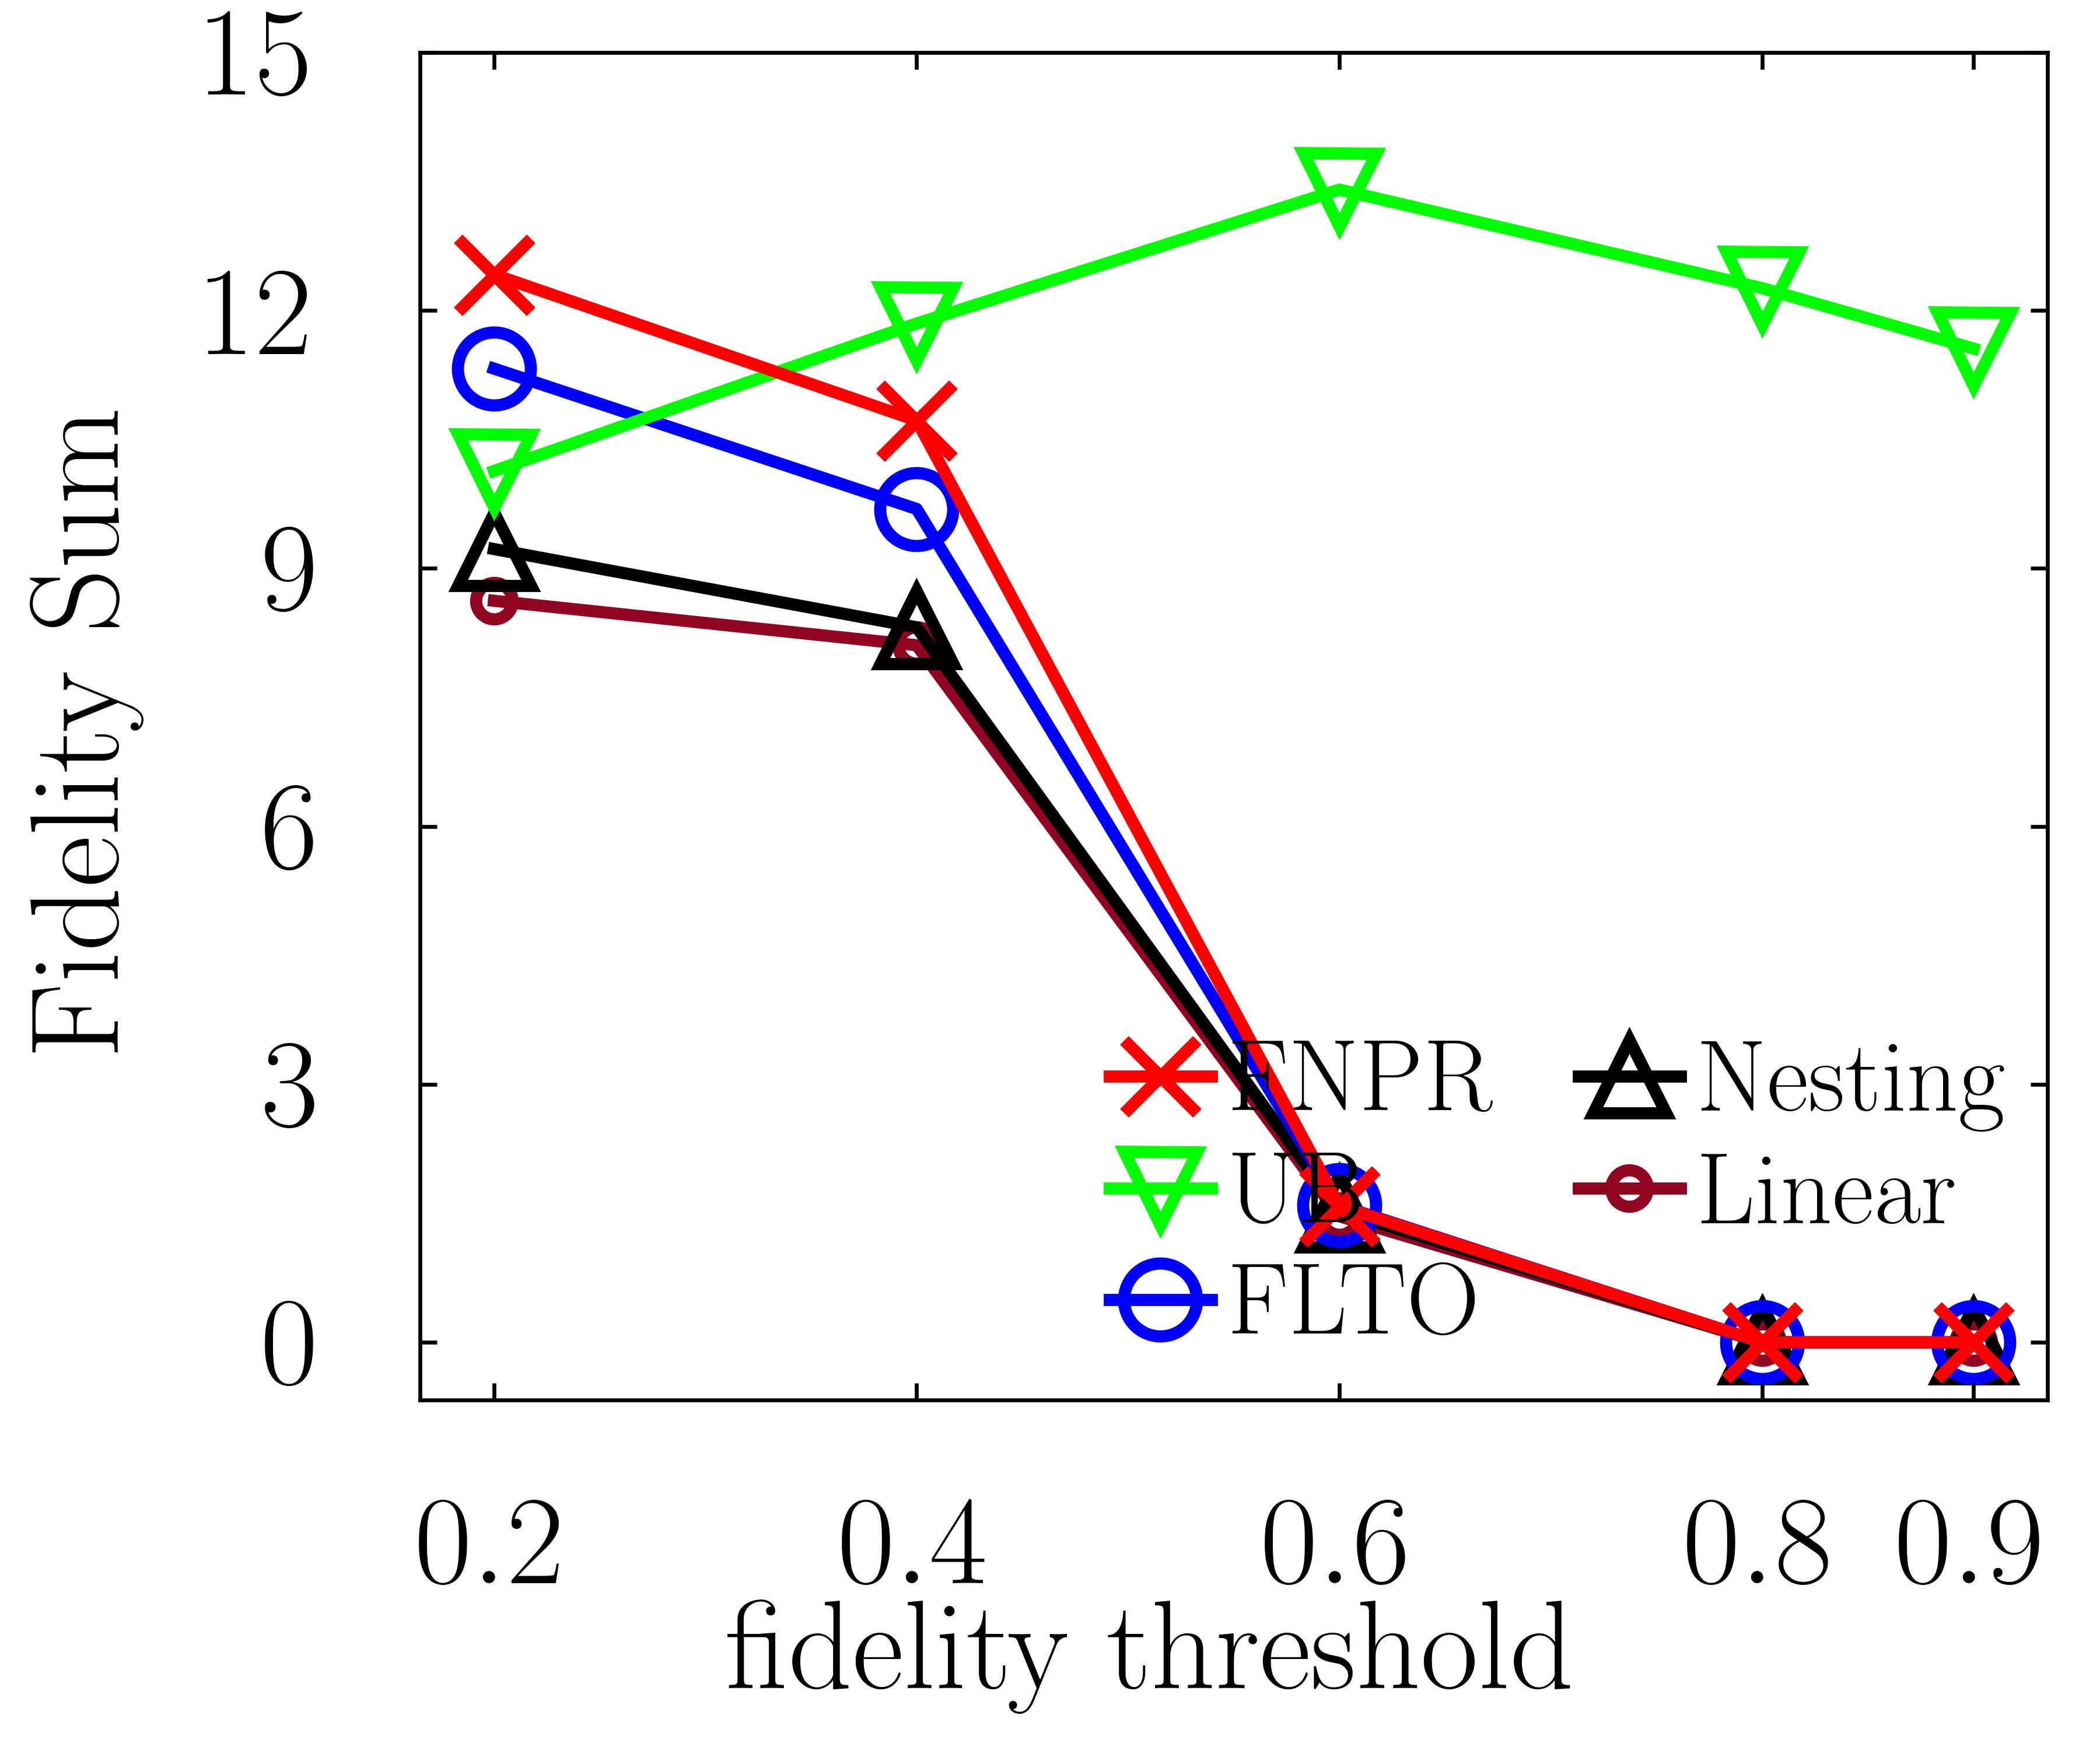 15
12
9
6
3
0
Fidelity Sum
FNPR
UB
FLTO
Nesting
Linear
0.2 0.4 0.6 0.8 0.9
fidelity threshold